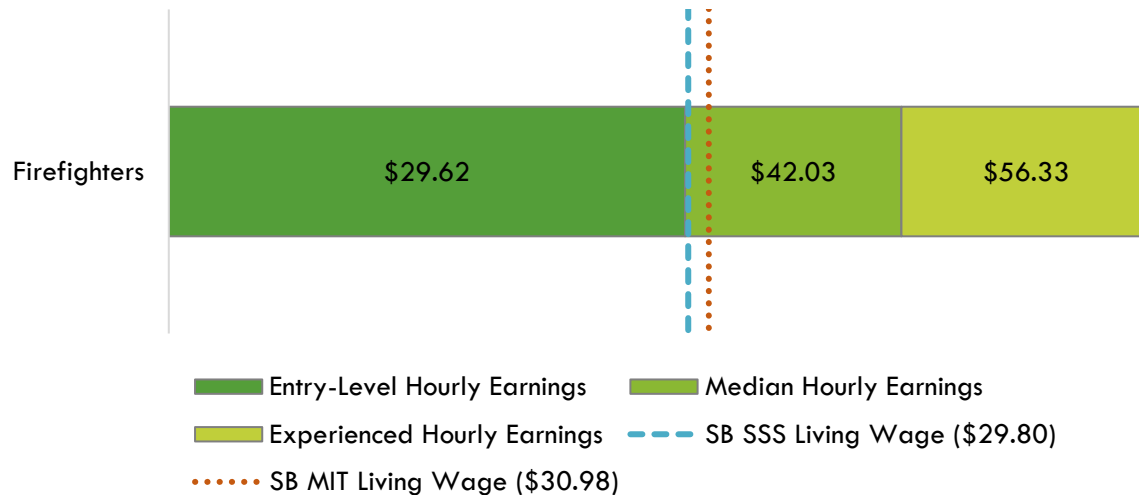 Firefighters
$29.62
$42.03
$56.33
Entry-Level Hourly Earnings
Median Hourly Earnings
Experienced Hourly Earnings
SB SSS Living Wage ($29.80)
SB MIT Living Wage ($30.98)